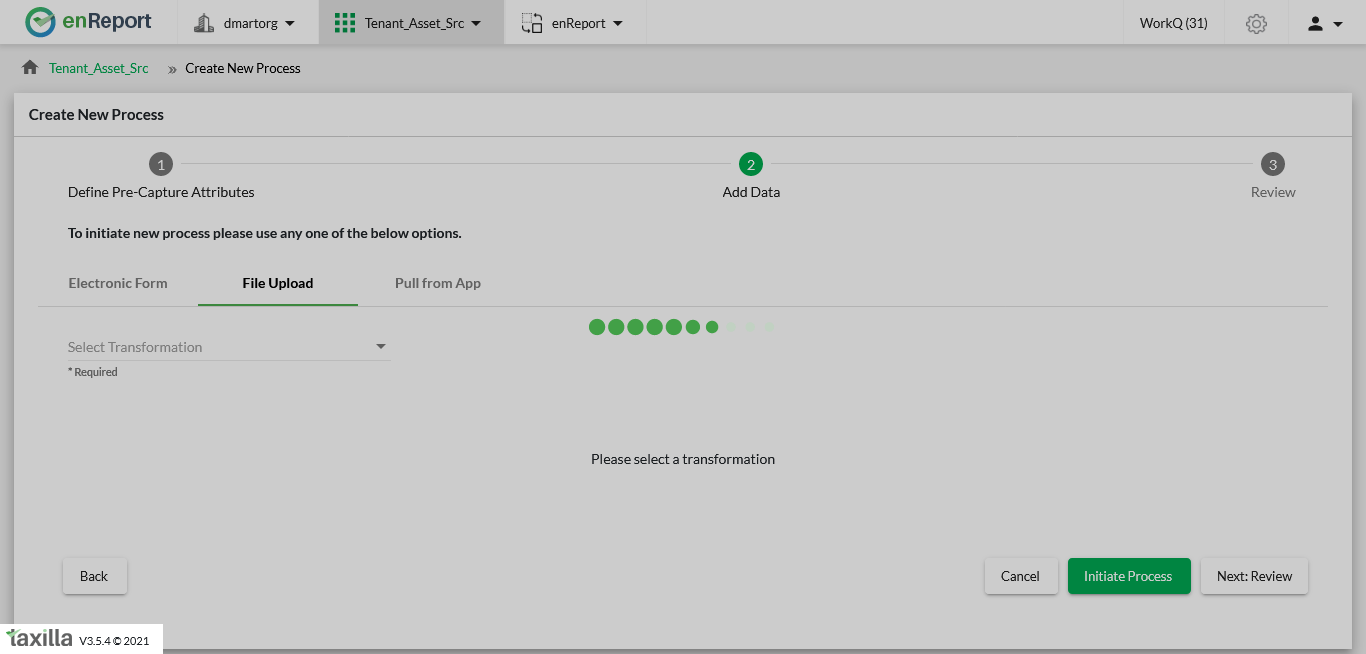 enReport dmartorg Tenant_Asset_Src enReport WorkQ (31)
Tenant_Asset_Src » Create New Process
Create New Process
1 2 3
Define Pre-Capture Attributes Add Data Review
To initiate new process please use any one of the below options.
Electronic Form File Upload Pull from App
Select Transformation
* Required
Please select a transformation
Back Cancel Initiate Process Next: Review
taxilla V3.5.4 © 2021